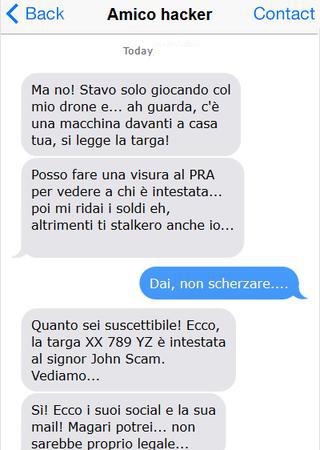 Back Amico hacker Contact
Today
Ma no! Stavo solo giocando col
mio drone e... ah guarda, c'è
una macchina davanti a casa
tua, si legge la targa!
Posso fare una visura al PRA
per vedere a chi è intestata...
poi mi ridai i soldi eh,
altrimenti ti stalkero anche io...
Dai, non scherzare....
Quanto sei suscettibile! Ecco,
la targa XX 789 YZ è intestata
al signor John Scam.
Vediamo...
Sì! Ecco i suoi social e la sua
mail! Magari potrei... non
sarebbe proprio legale...